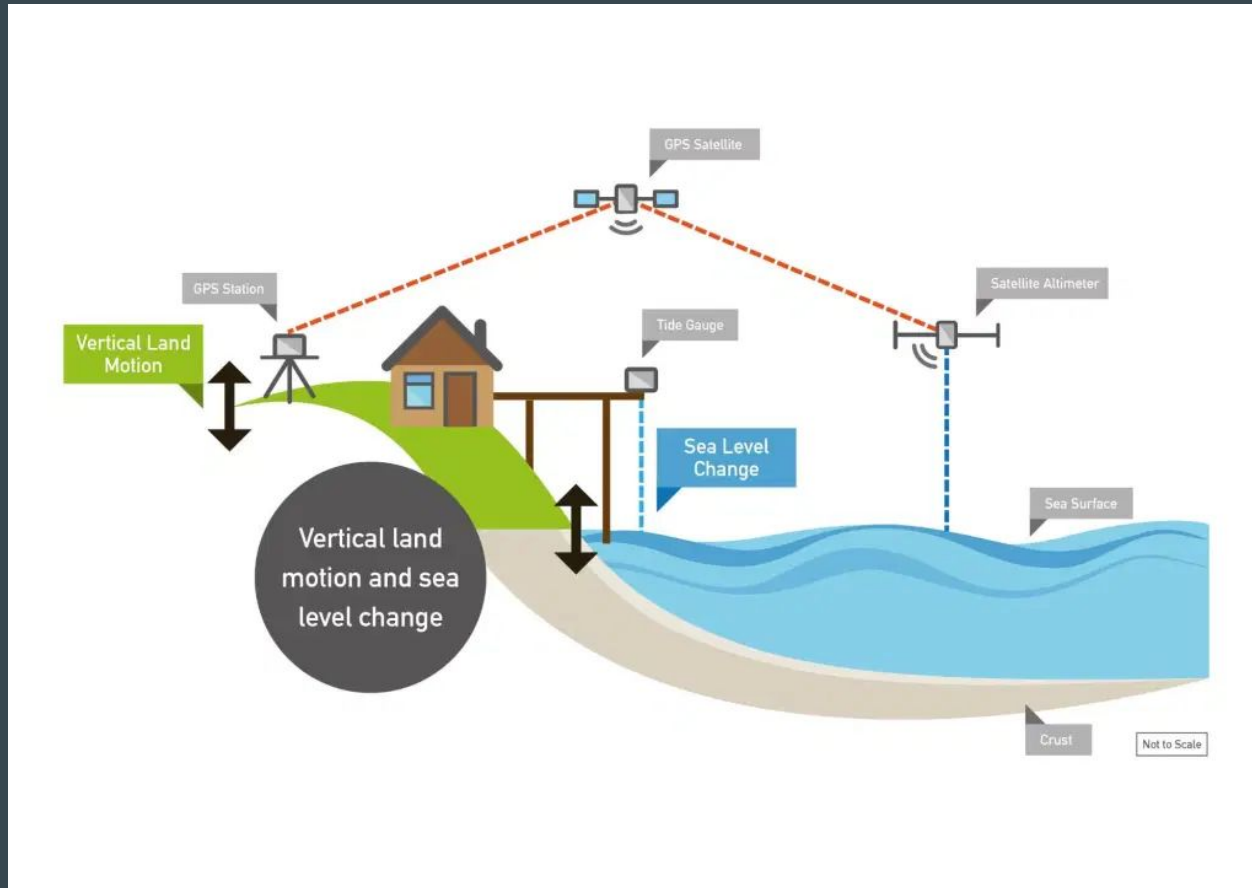 GPS Satellite
GPS Station
Satellite Altimeter
Tide Gauge
Vertical Land
Motion
Sea Level
Change
Sea Surface
Vertical land
motion and sea
level change
Crust
Not to Scale